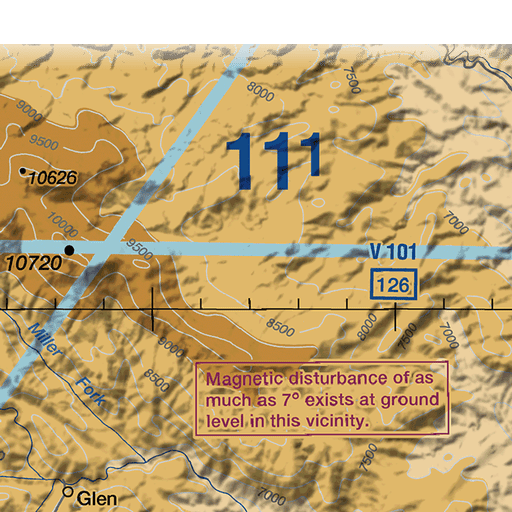 8000
7500
9000
9500
111
10626
10000
9500
7000
V 101
10720
126
8500
8000
7500
7000
Miller
Fork
9000
8500
Magnetic disturbance of as
much as 7° exists at ground
level in this vicinity.
7500
Glen
7000